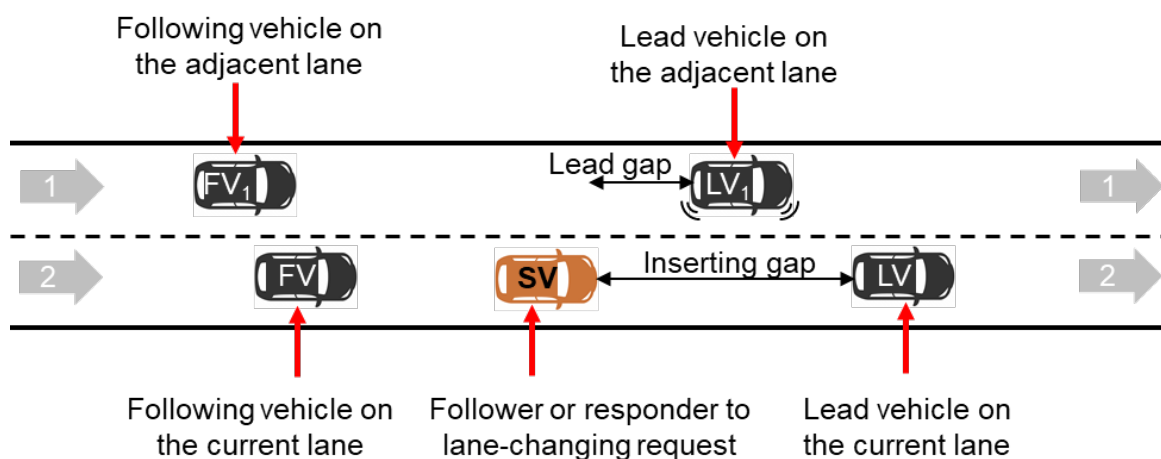 Following vehicle on
the adjacent lane
Lead vehicle on
the adjacent lane
1
FV1
Lead gap
LV1
1
2
FV
SV
Inserting gap
LV
2
Following vehicle on
the current lane
Follower or responder to
lane-changing request
Lead vehicle on
the current lane